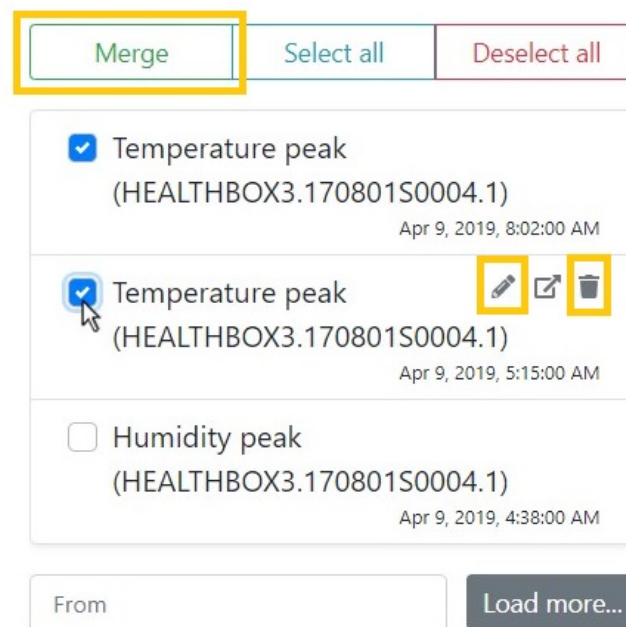 Merge Select all Deselect all
Temperature peak
(HEALTHBOX3.170801S0004.1)
Apr 9, 2019, 8:02:00 AM
Temperature peak
(HEALTHBOX3.170801S0004.1)
Apr 9, 2019, 5:15:00 AM
Humidity peak
(HEALTHBOX3.170801S0004.1)
Apr 9, 2019, 4:38:00 AM
From Load more...